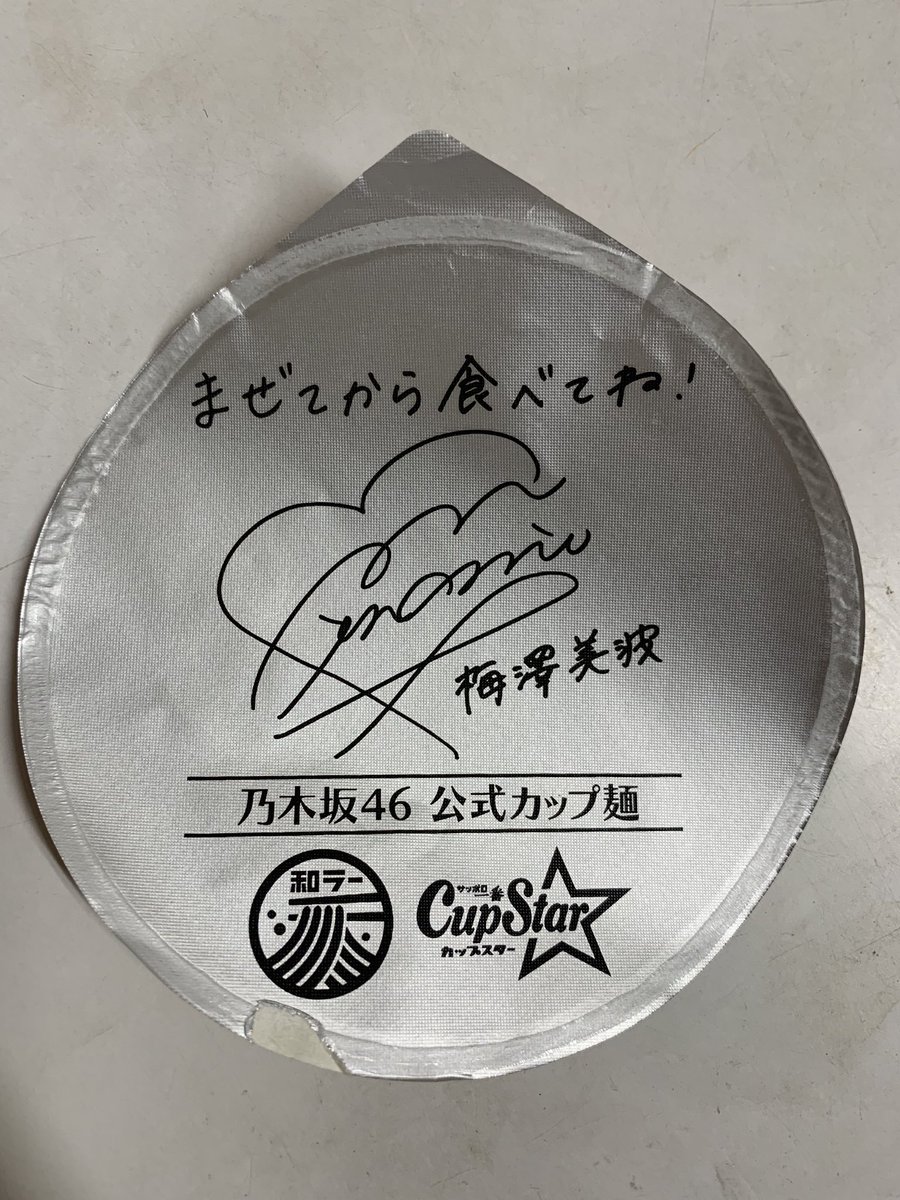 まぜてから食べてね!
梅澤美波
乃木坂46 公式カップ麺
和ラー
サッポロ一番
CupStar
カップスター